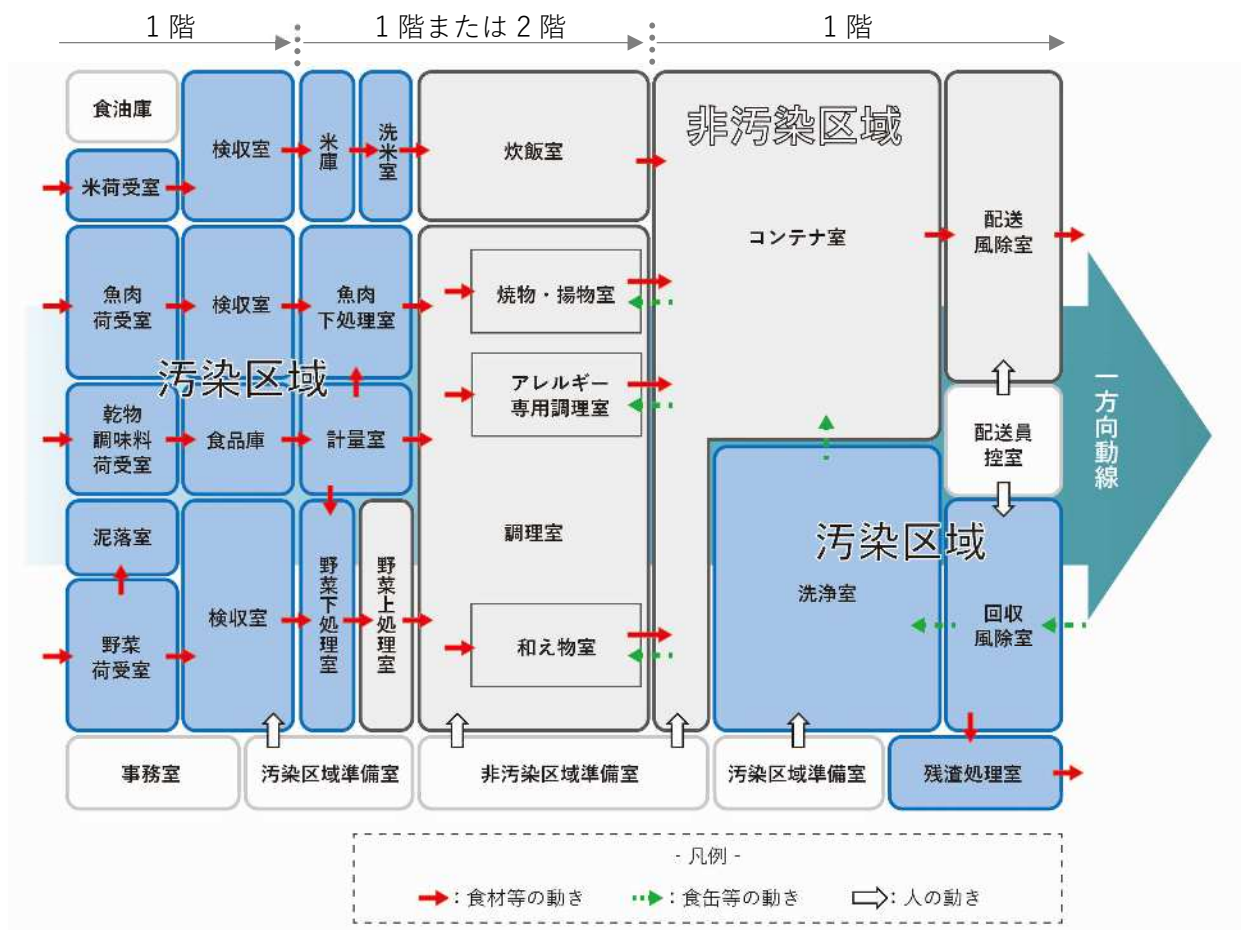 1階
1階または2階
1階
食油庫
検収室
米庫
洗米室
炊飯室
非汚染区域
米荷受室
コンテナ室
配送
風除室
魚肉
荷受室
検収室
魚肉
下処理室
焼物・揚物室
汚染区域
アレルギー
専用調理室
乾物
調味料
荷受室
食品庫
計量室
配送員
控室
一方向動線
泥落室
調理室
汚染区域
野菜下処理室
野菜上処理室
洗浄室
野菜
荷受室
検収室
和え物室
回収
風除室
事務室
汚染区域準備室
非汚染区域準備室
汚染区域準備室
残渣処理室
- 凡例 -
:食材等の動き
:食缶等の動き
:人の動き